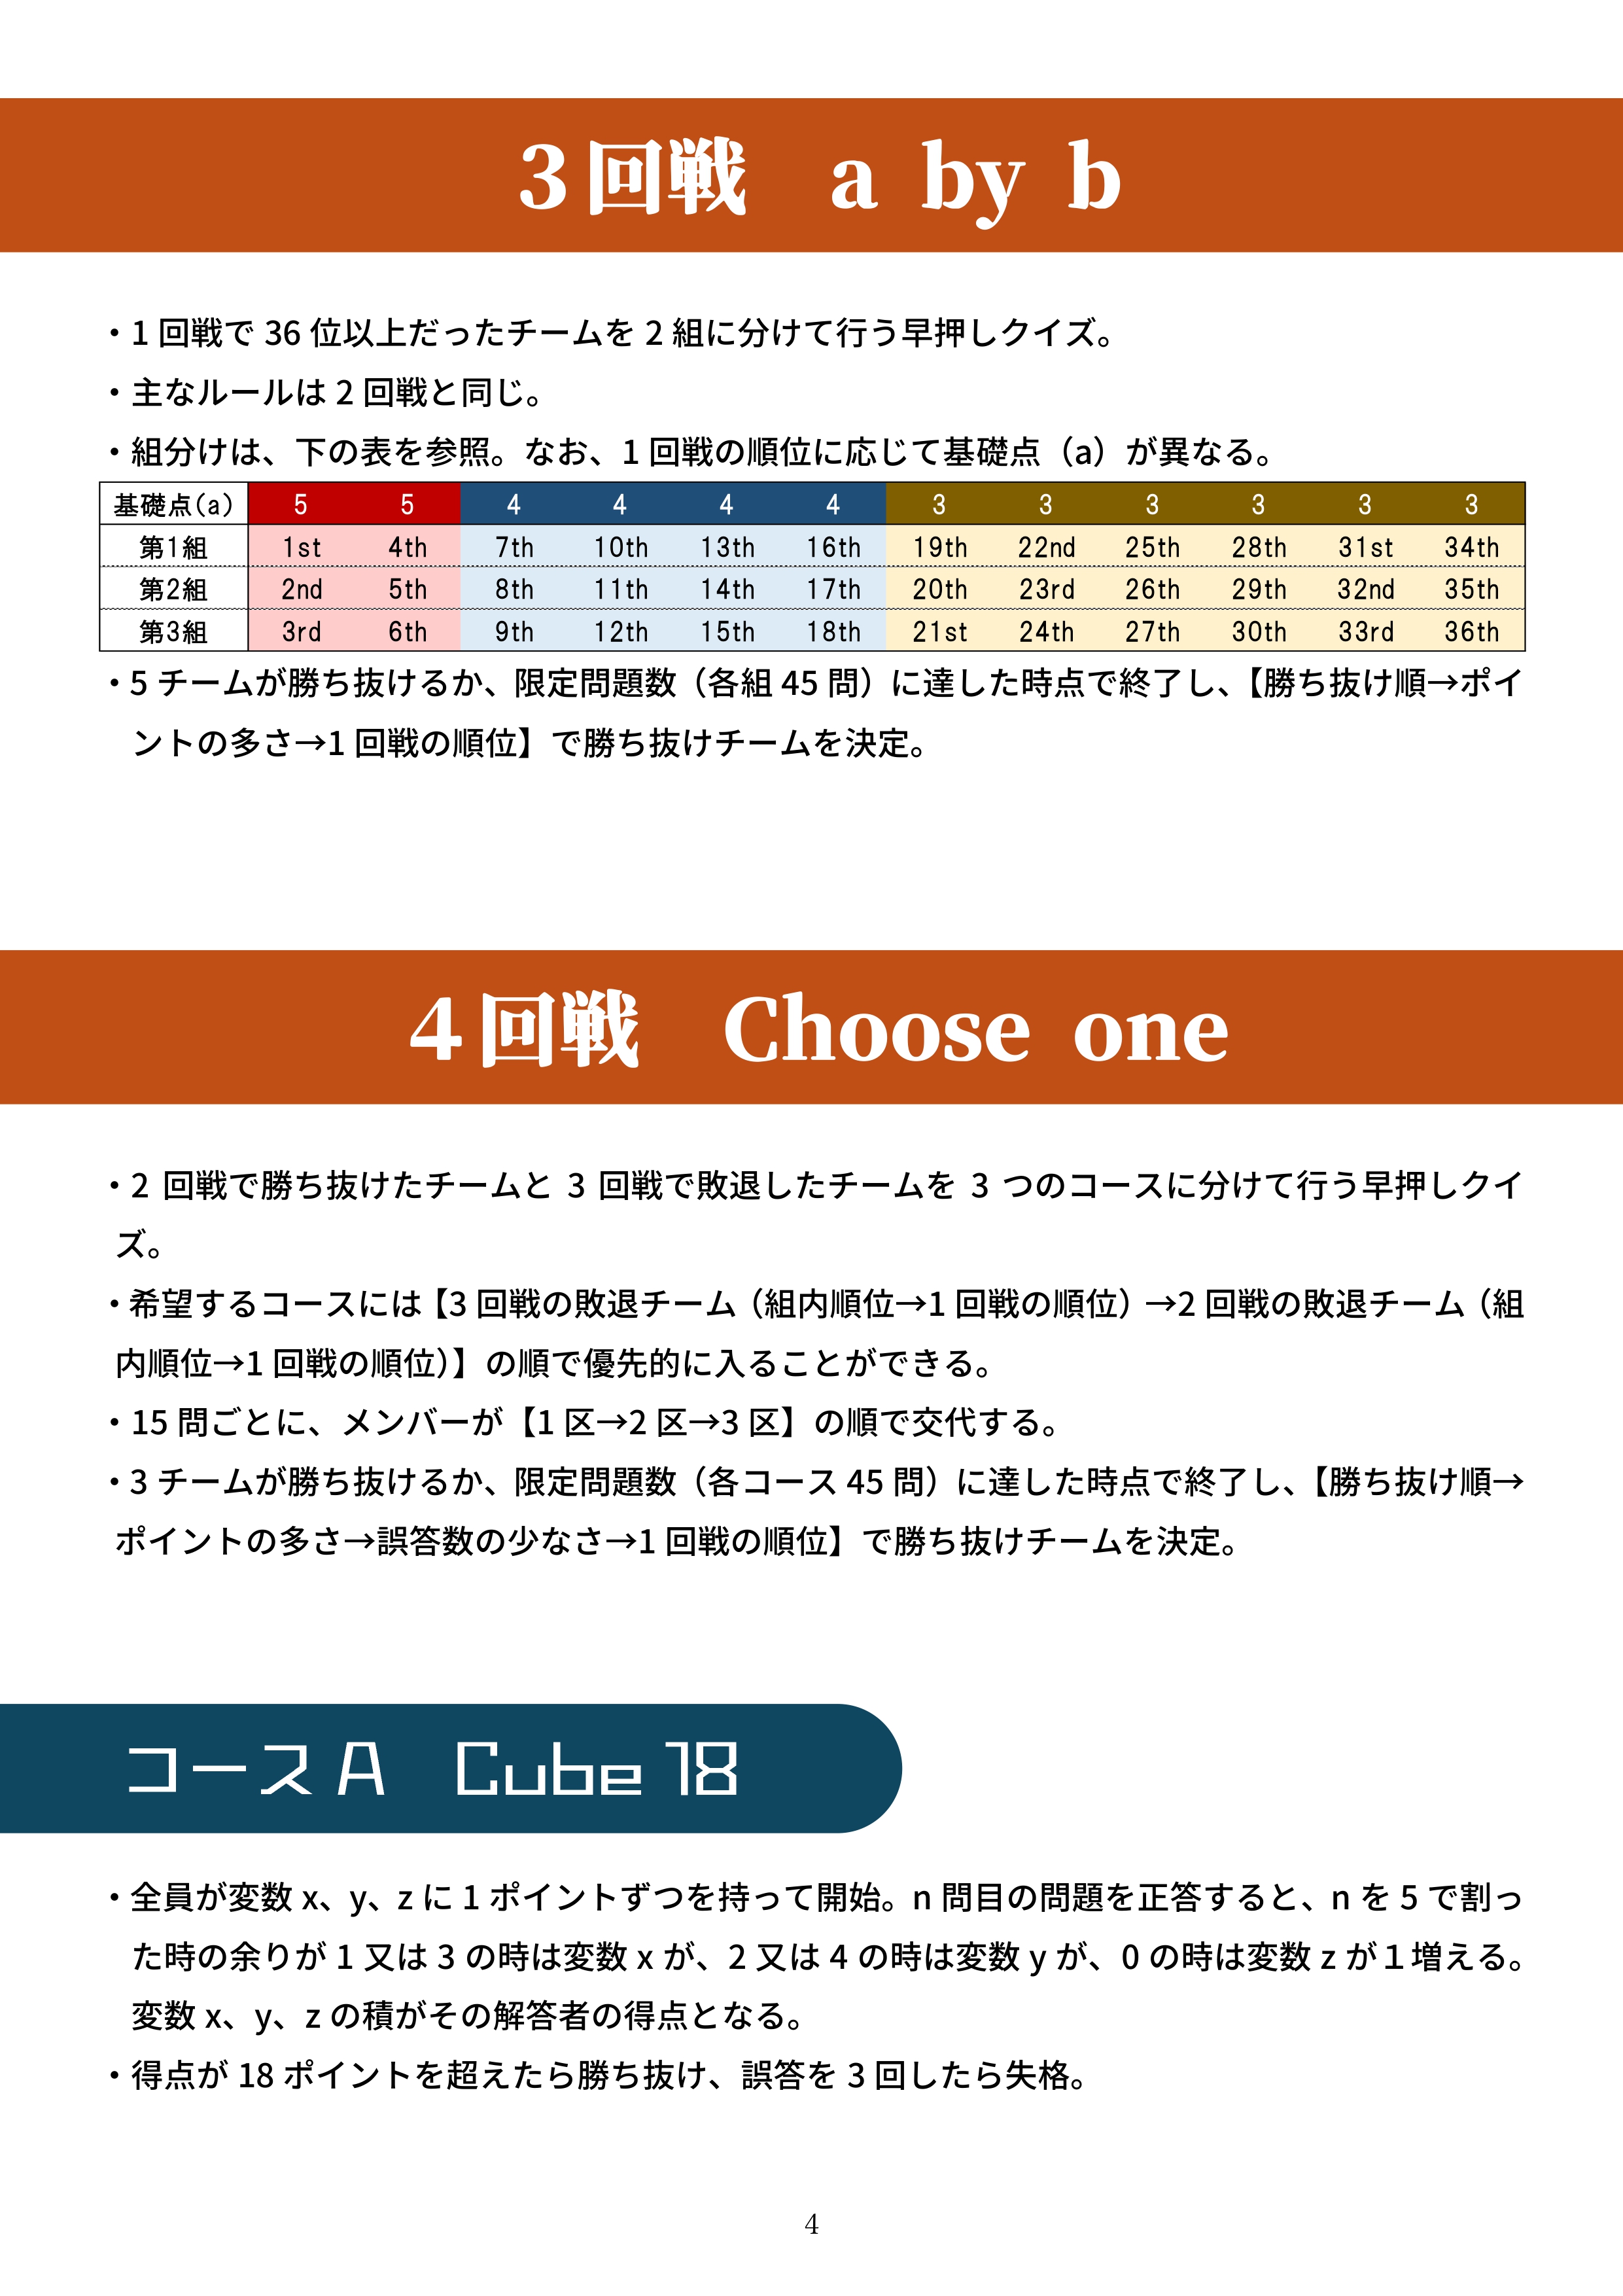 3回戦　a by b
・1 回戦で 36 位以上だったチームを 2 組に分けて行う早押しクイズ。
・主なルールは 2 回戦と同じ。
・組分けは、下の表を参照。なお、1 回戦の順位に応じて基礎点（a）が異なる。
基礎点(a) 5 5 4 4 4 4 3 3 3 3 3 3
第1組 1st 4th 7th 10th 13th 16th 19th 22nd 25th 28th 31st 34th
第2組 2nd 5th 8th 11th 14th 17th 20th 23rd 26th 29th 32nd 35th
第3組 3rd 6th 9th 12th 15th 18th 21st 24th 27th 30th 33rd 36th
・5 チームが勝ち抜けるか、限定問題数（各組 45 問）に達した時点で終了し、【勝ち抜け順→ポイ
ントの多さ→1 回戦の順位】で勝ち抜けチームを決定。
4回戦　Choose one
・2 回戦で勝ち抜けたチームと 3 回戦で敗退したチームを 3 つのコースに分けて行う早押しクイ
ズ。
・希望するコースには【3 回戦の敗退チーム（組内順位→1 回戦の順位）→2 回戦の敗退チーム（組
内順位→1 回戦の順位）】の順で優先的に入ることができる。
・15 問ごとに、メンバーが【1 区→2 区→3 区】の順で交代する。
・3 チームが勝ち抜けるか、限定問題数（各コース 45 問）に達した時点で終了し、【勝ち抜け順→
ポイントの多さ→誤答数の少なさ→1 回戦の順位】で勝ち抜けチームを決定。
コースA　Cube 18
・全員が変数 x、y、z に 1 ポイントずつを持って開始。n 問目の問題を正答すると、n を 5 で割っ
た時の余りが 1 又は 3 の時は変数 x が、2 又は 4 の時は変数 y が、0 の時は変数 z が１増える。
変数 x、y、z の積がその解答者の得点となる。
・得点が 18 ポイントを超えたら勝ち抜け、誤答を 3 回したら失格。
4